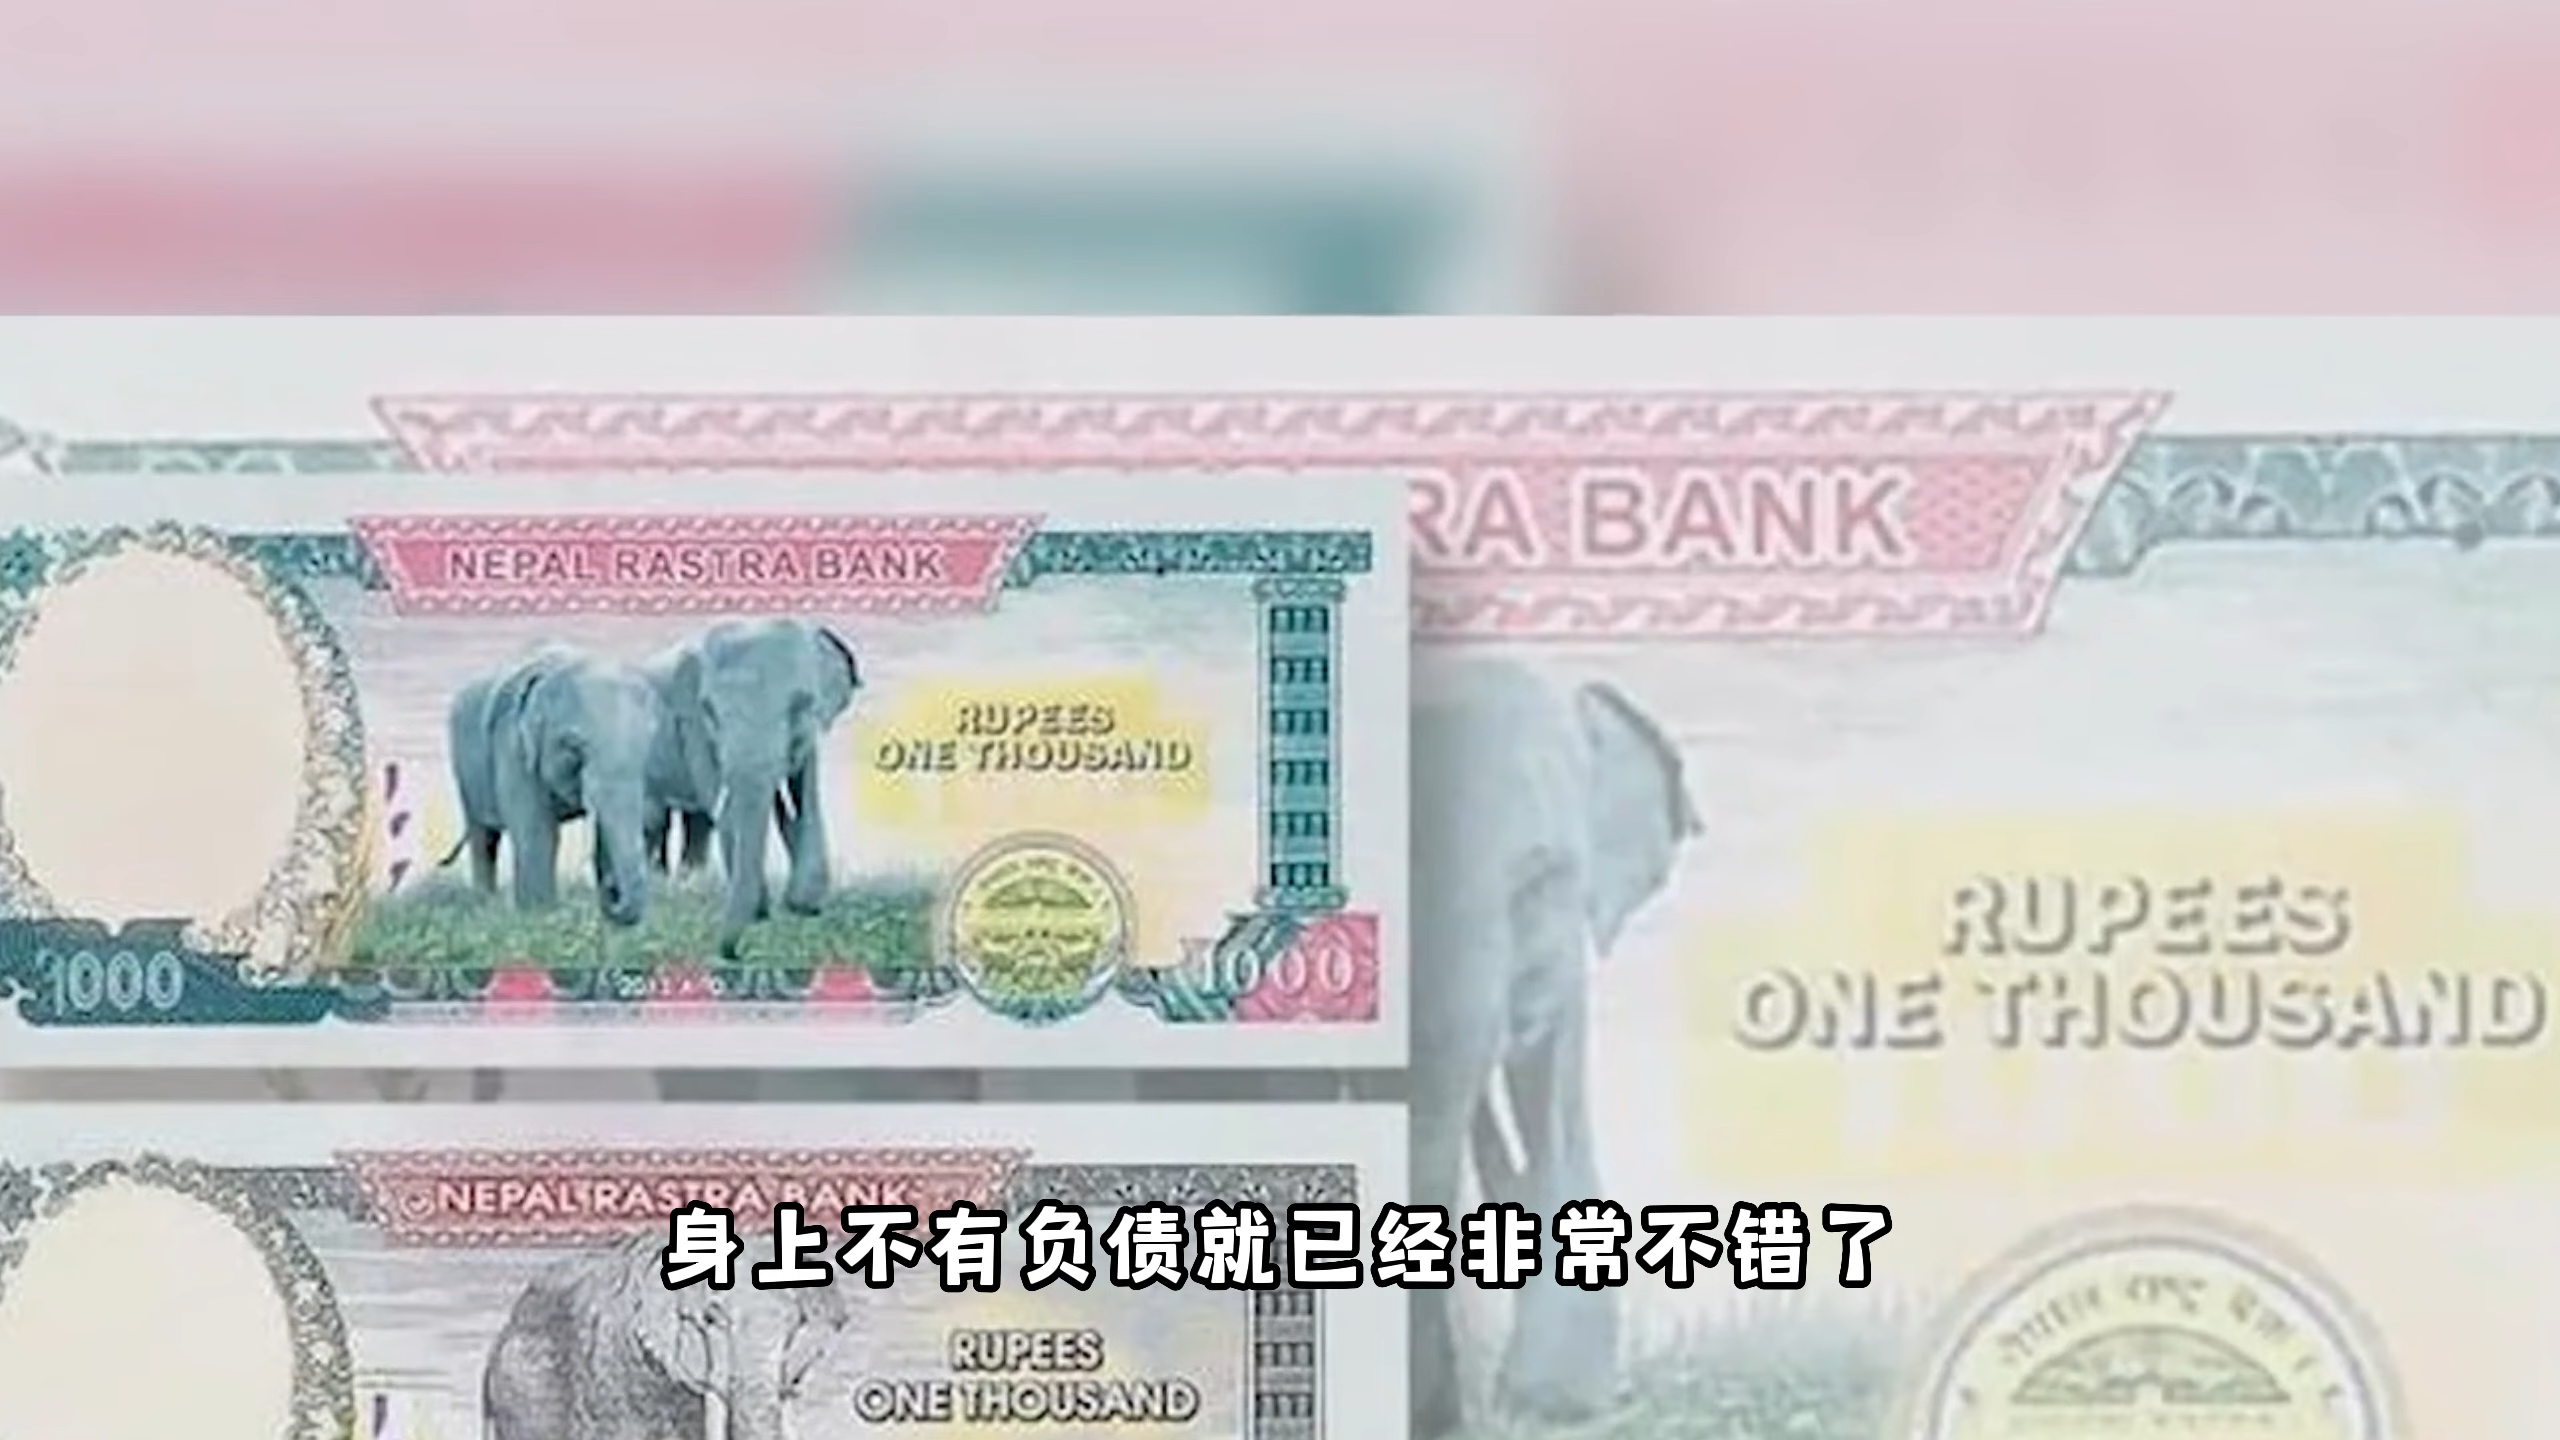 RA BANK
NEPAL RASTRA BANK
RUPEES
ONE THOUSAND
RUPEES
ONE THOUSAND
1000
1000
NEPAL RASTRA BANK
身上不有负债就已经非常不错了
RUPEES
ONE THOUSAND